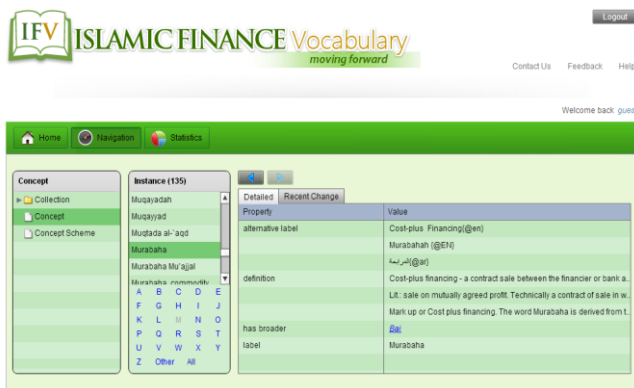 IFV ISLAMIC FINANCE Vocabulary
moving forward
Logout
Contact Us Feedback Help
Welcome back gues
Home Navigation Statistics
Concept
Collection
Concept
Concept Scheme
Instance (135)
Muqayadah
Muqayyad
Muqtada al-`aqd
Murabaha
Murabaha Mu'ajjal
Murabaha commodity
A B C D E
F G H I J
K L M N O
P Q R S T
U V W X Y
Z Other All
Detailed Recent Change
Property Value
alternative label Cost-plus Financing{@en}
Murabahah {@EN}
المرابحة{@ar}
definition Cost-plus financing - a contract sale between the financier or bank a..
Lit.: sale on mutually agreed profit. Technically a contract of sale in w..
Mark up or Cost plus financing. The word Murabaha is derived from t..
has broader Bai
label Murabaha